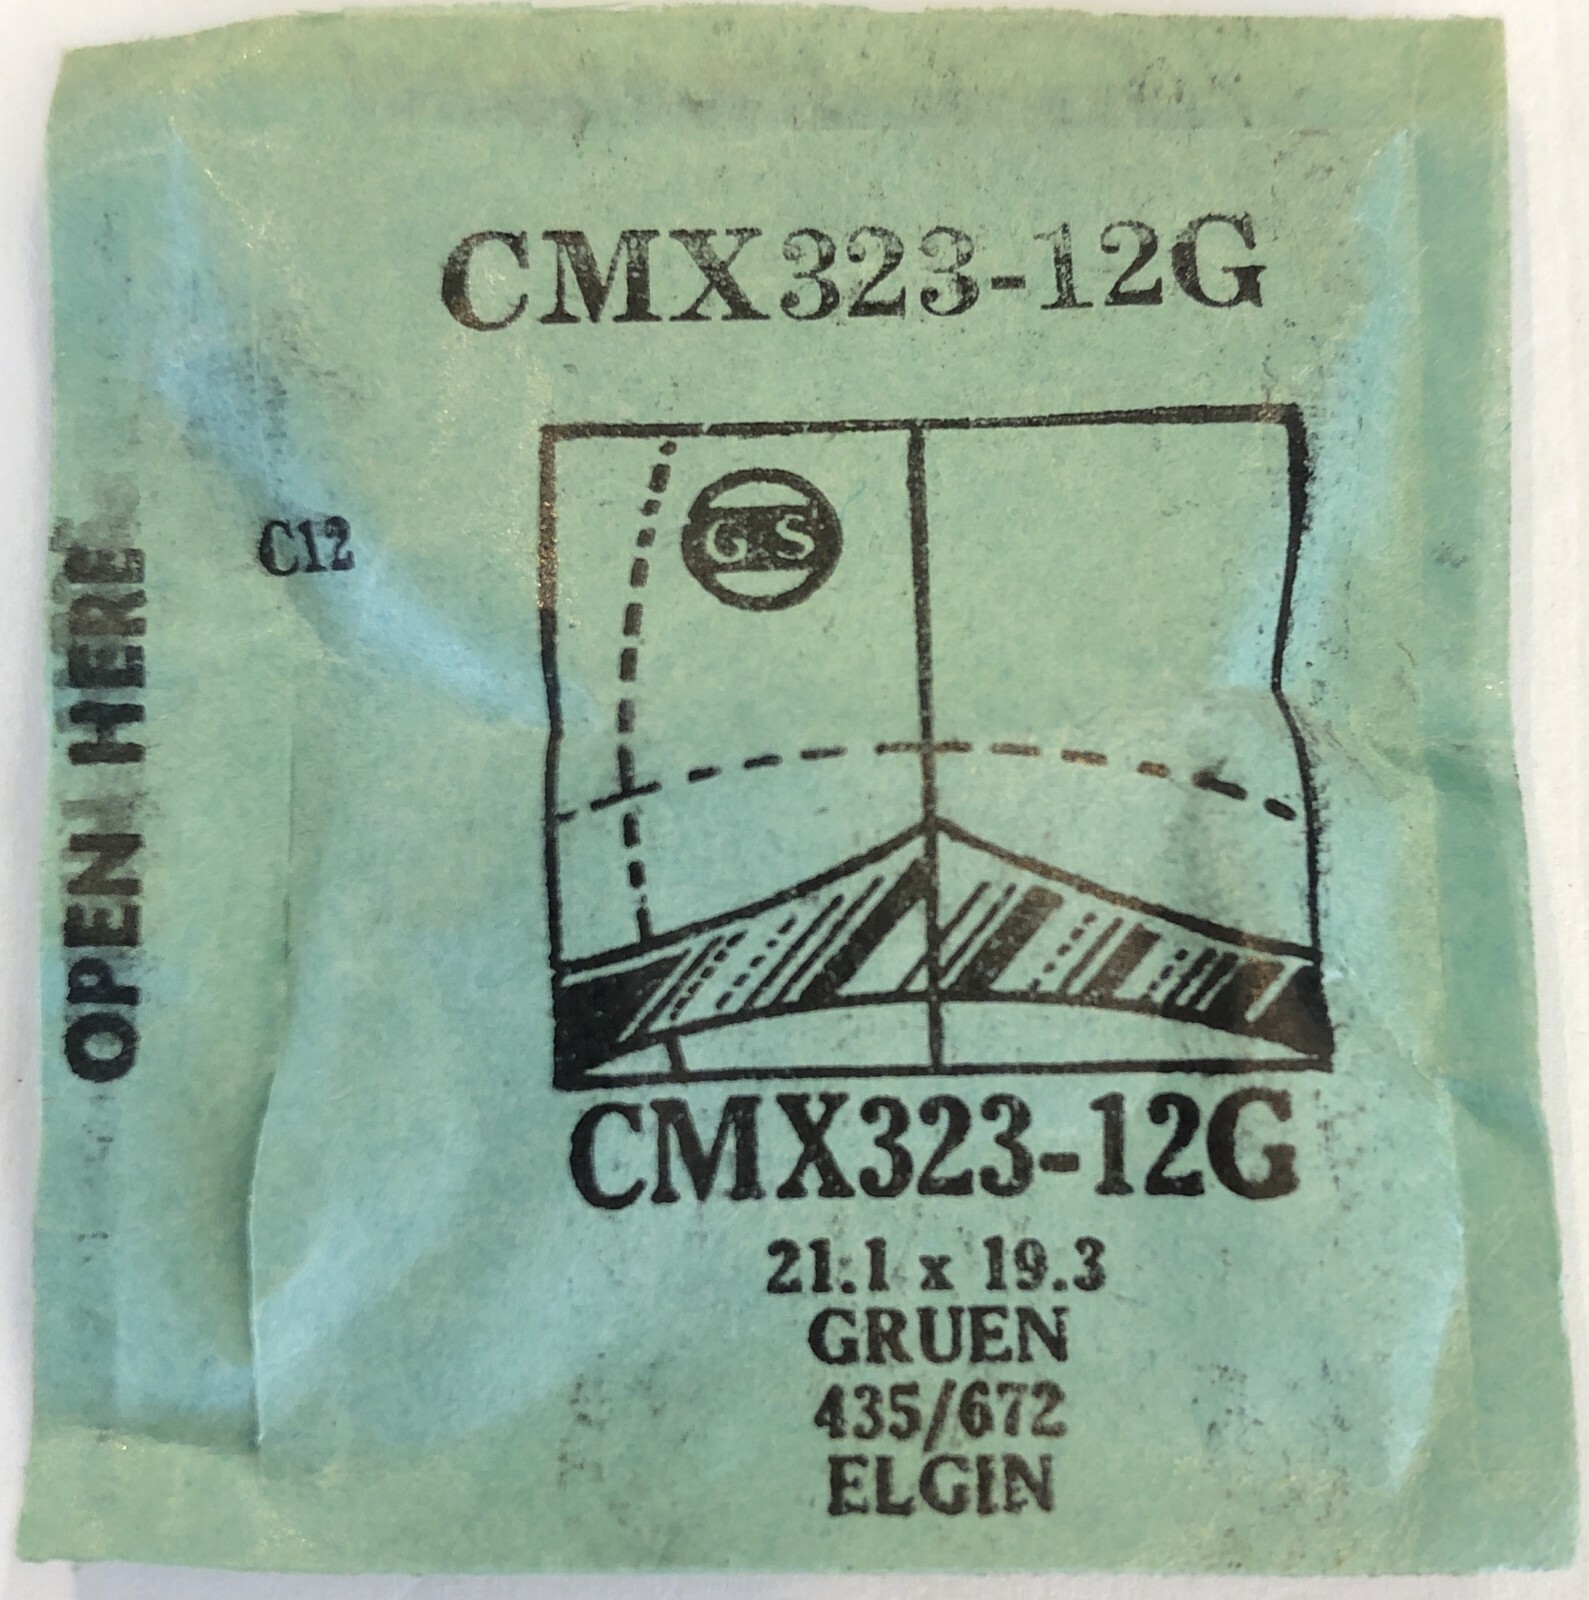 CMX323-12G
OPEN HERE
C12
GS
CMX323-12G
21.1 x 19.3
GRUEN
435/672
ELGIN